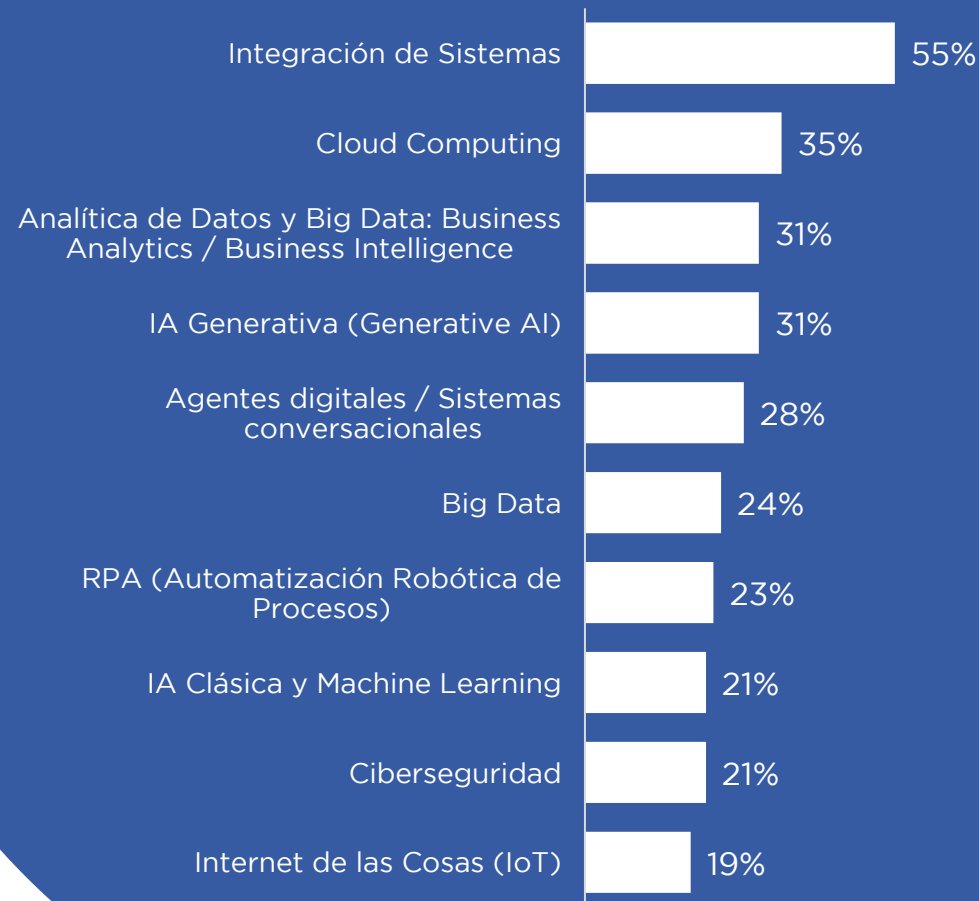 Integración de Sistemas
55%
Cloud Computing
35%
Analítica de Datos y Big Data: Business
Analytics / Business Intelligence
31%
IA Generativa (Generative AI)
31%
Agentes digitales / Sistemas
conversacionales
28%
Big Data
24%
RPA (Automatización Robótica de
Procesos)
23%
IA Clásica y Machine Learning
21%
Ciberseguridad
21%
Internet de las Cosas (IoT)
19%